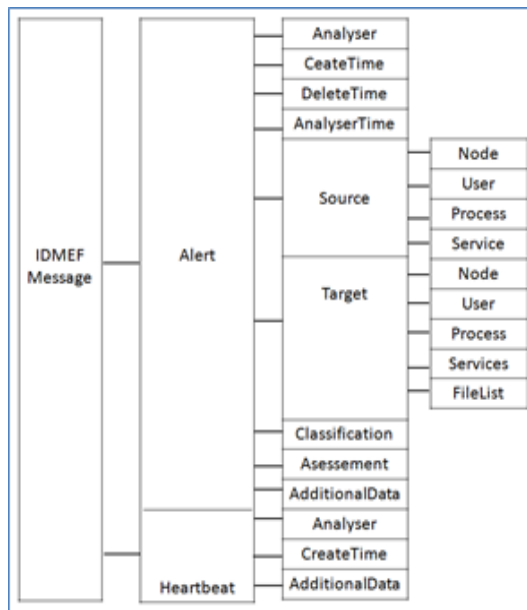 IDMEF
Message
Alert
Analyser
CeateTime
DeleteTime
AnalyserTime
Source
Node
User
Process
Service
Target
Node
User
Process
Services
FileList
Classification
Asessement
AdditionalData
Heartbeat
Analyser
CreateTime
AdditionalData